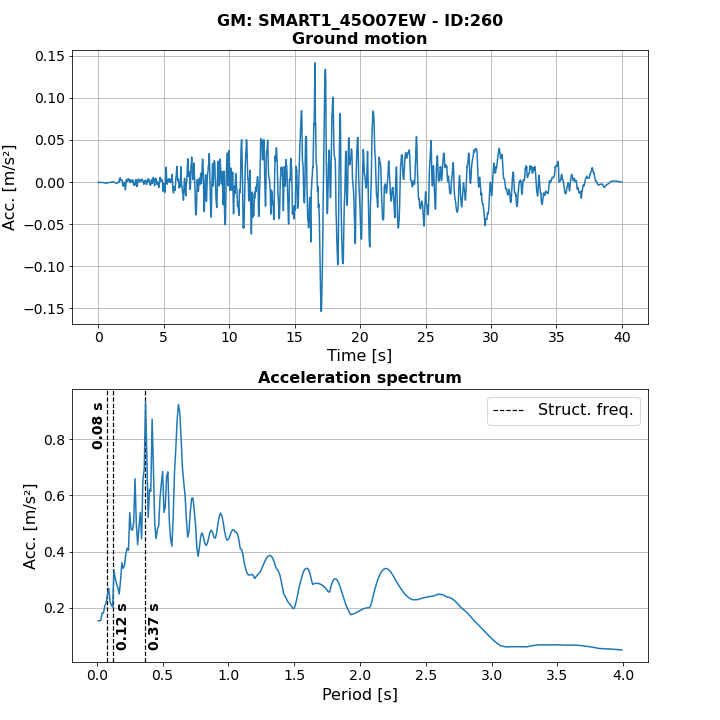 GM: SMART1_45O07EW - ID:260
Ground motion
0.15
0.10
0.05
0.00
−0.05
−0.10
−0.15
Acc. [m/s²]
0 5 10 15 20 25 30 35 40
Time [s]
Acceleration spectrum
Struct. freq.
0.08 s
0.12 s
0.37 s
0.8
0.6
0.4
0.2
Acc. [m/s²]
0.0 0.5 1.0 1.5 2.0 2.5 3.0 3.5 4.0
Period [s]